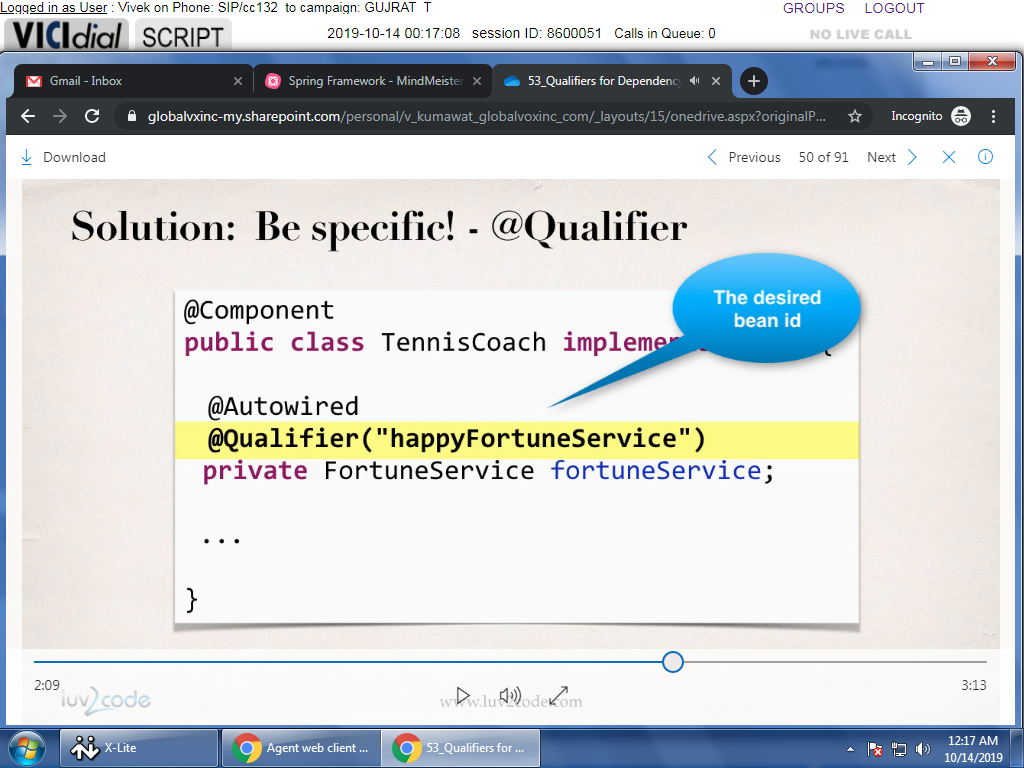 Logged in as User : Vivek on Phone: SIP/cc132 to campaign: GUJRAT_T
GROUPS LOGOUT
VICIdial SCRIPT 2019-10-14 00:17:08 session ID: 8600051 Calls in Queue: 0 NO LIVE CALL
Gmail - Inbox
Spring Framework - MindMeister
53_Qualifiers for Dependency
globalvxinc-my.sharepoint.com/personal/v_kumawat_globalvoxinc_com/_layouts/15/onedrive.aspx?originalP...
Incognito
Download
Previous 50 of 91 Next
Solution: Be specific! - @Qualifier
The desired
bean id
@Component
public class TennisCoach implemen
{
@Autowired
@Qualifier("happyFortuneService")
private FortuneService fortuneService;
...
}
2:09
3:13
luv2code
www.luv2code.com
X-Lite
Agent web client ...
53_Qualifiers for ...
12:17 AM
10/14/2019